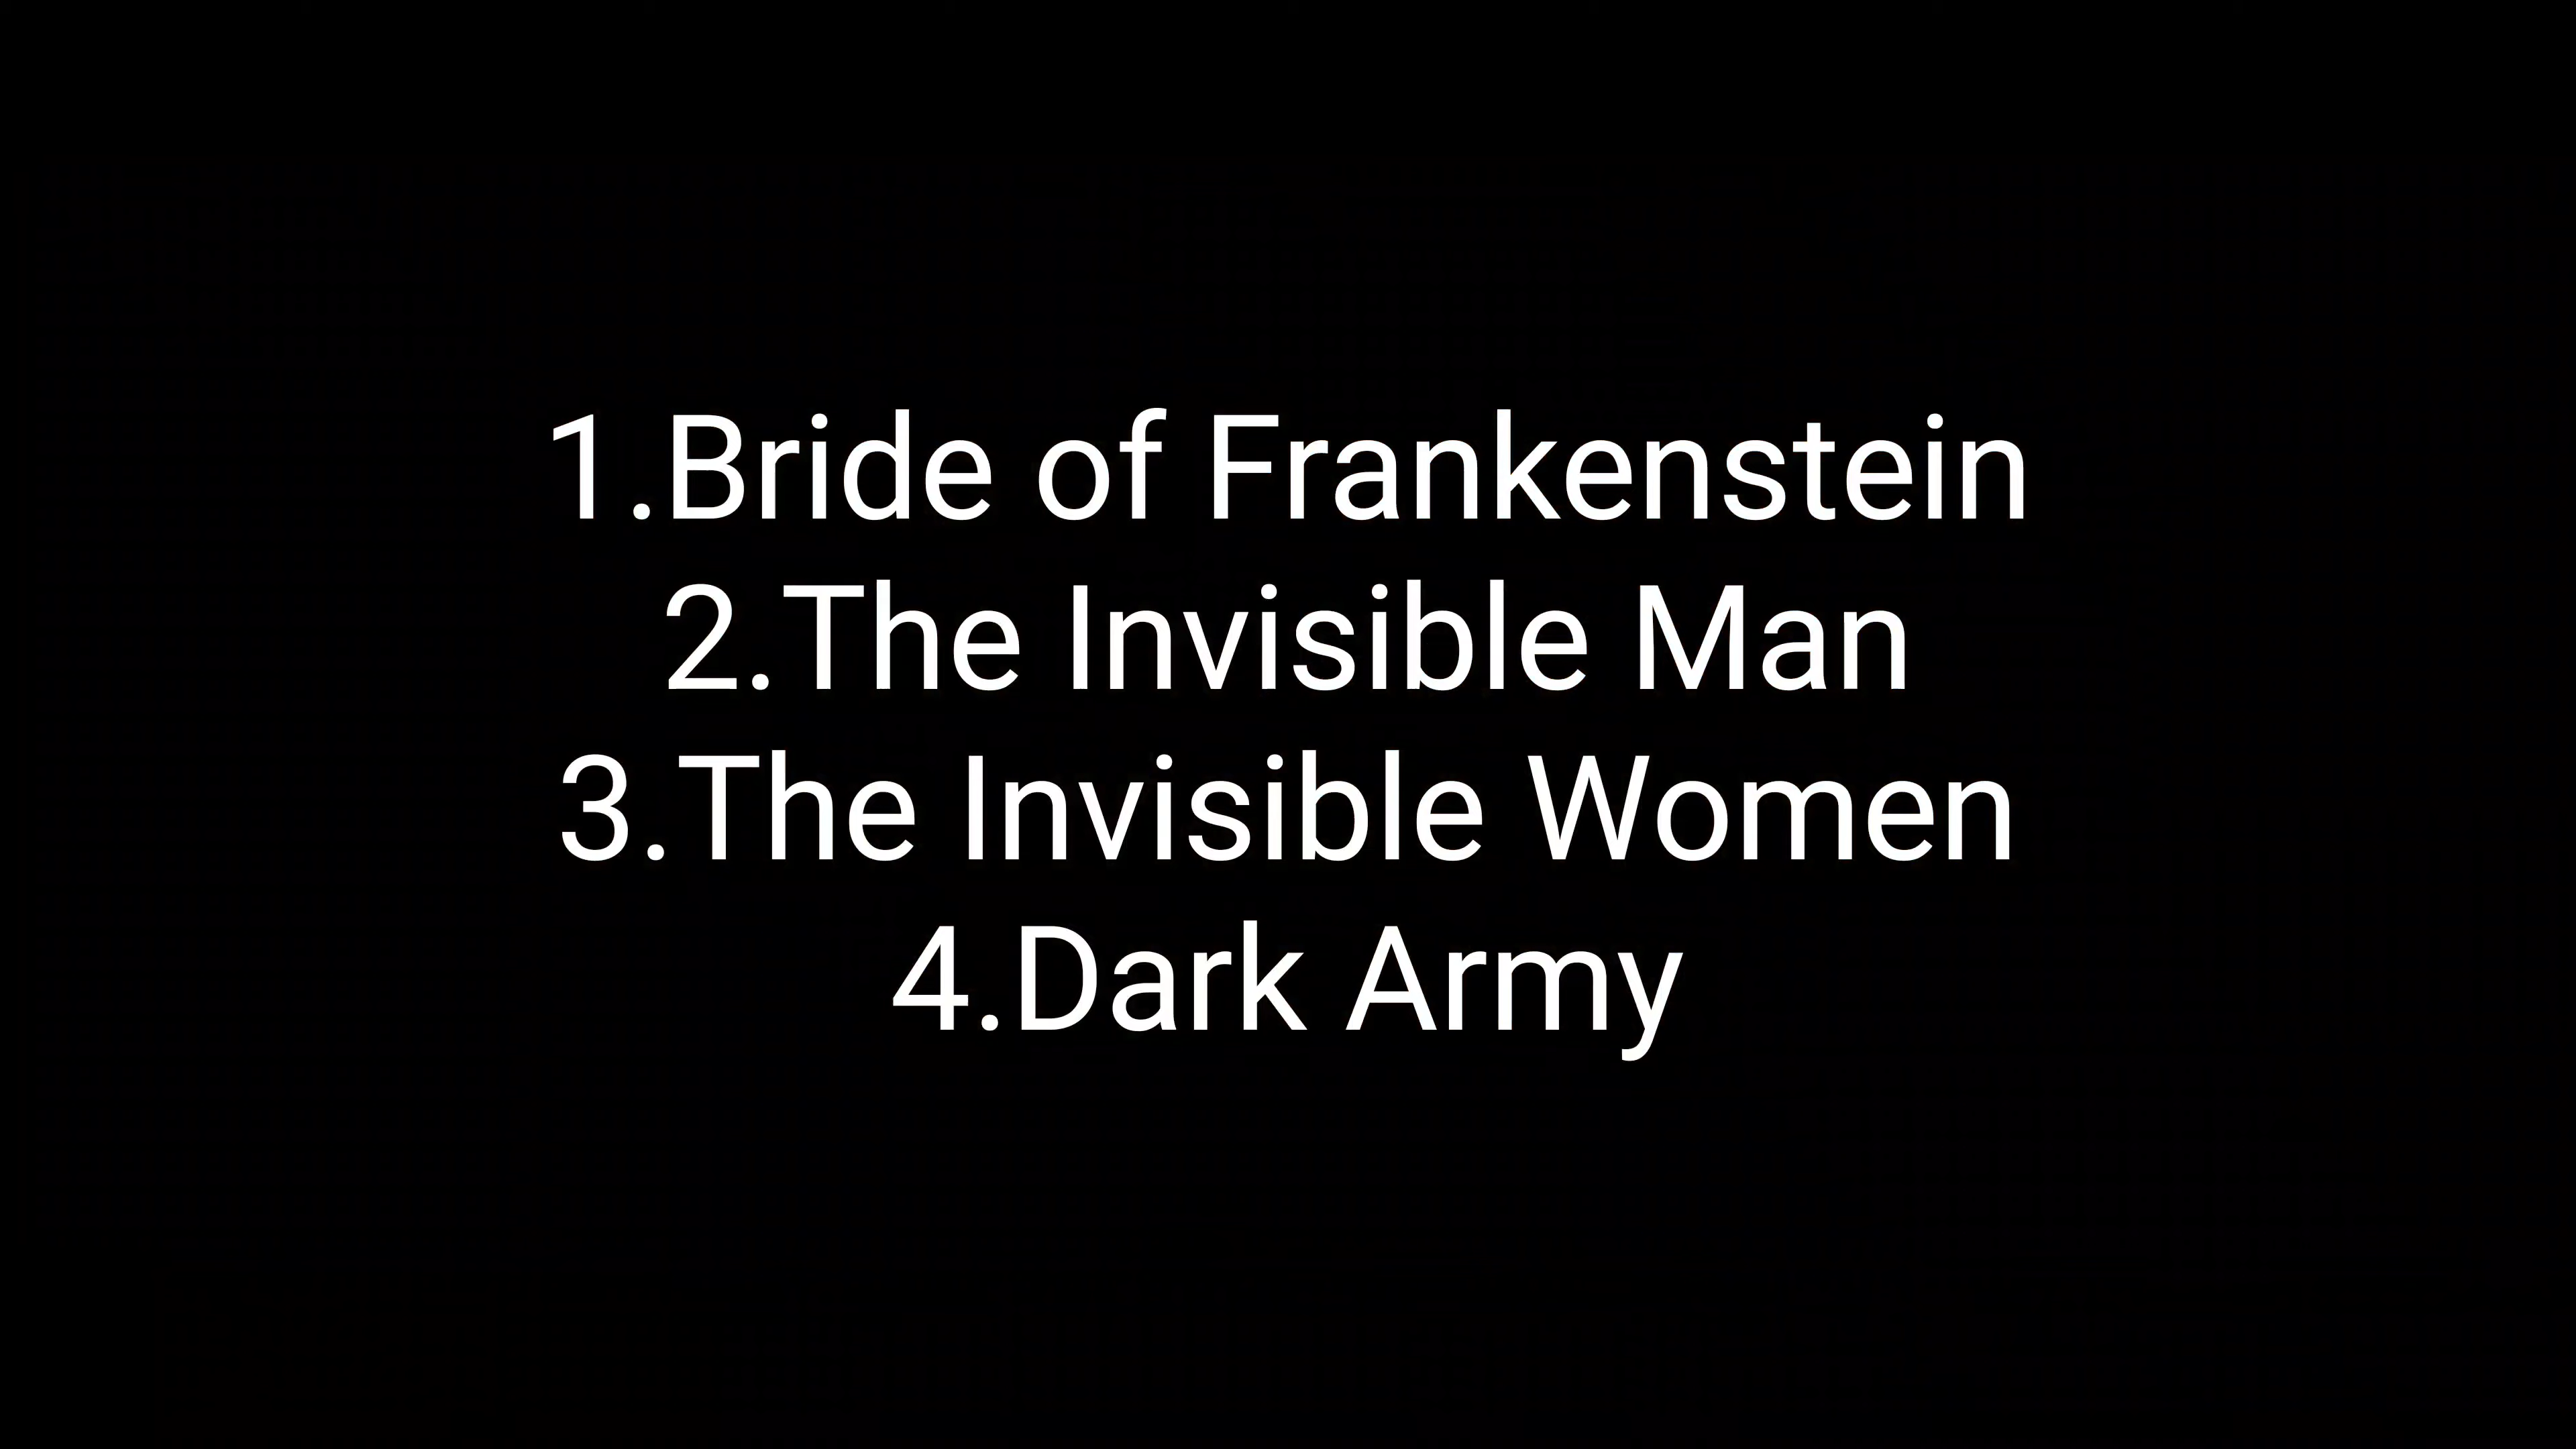 1.Bride of Frankenstein
2.The Invisible Man
3.The Invisible Women
4.Dark Army